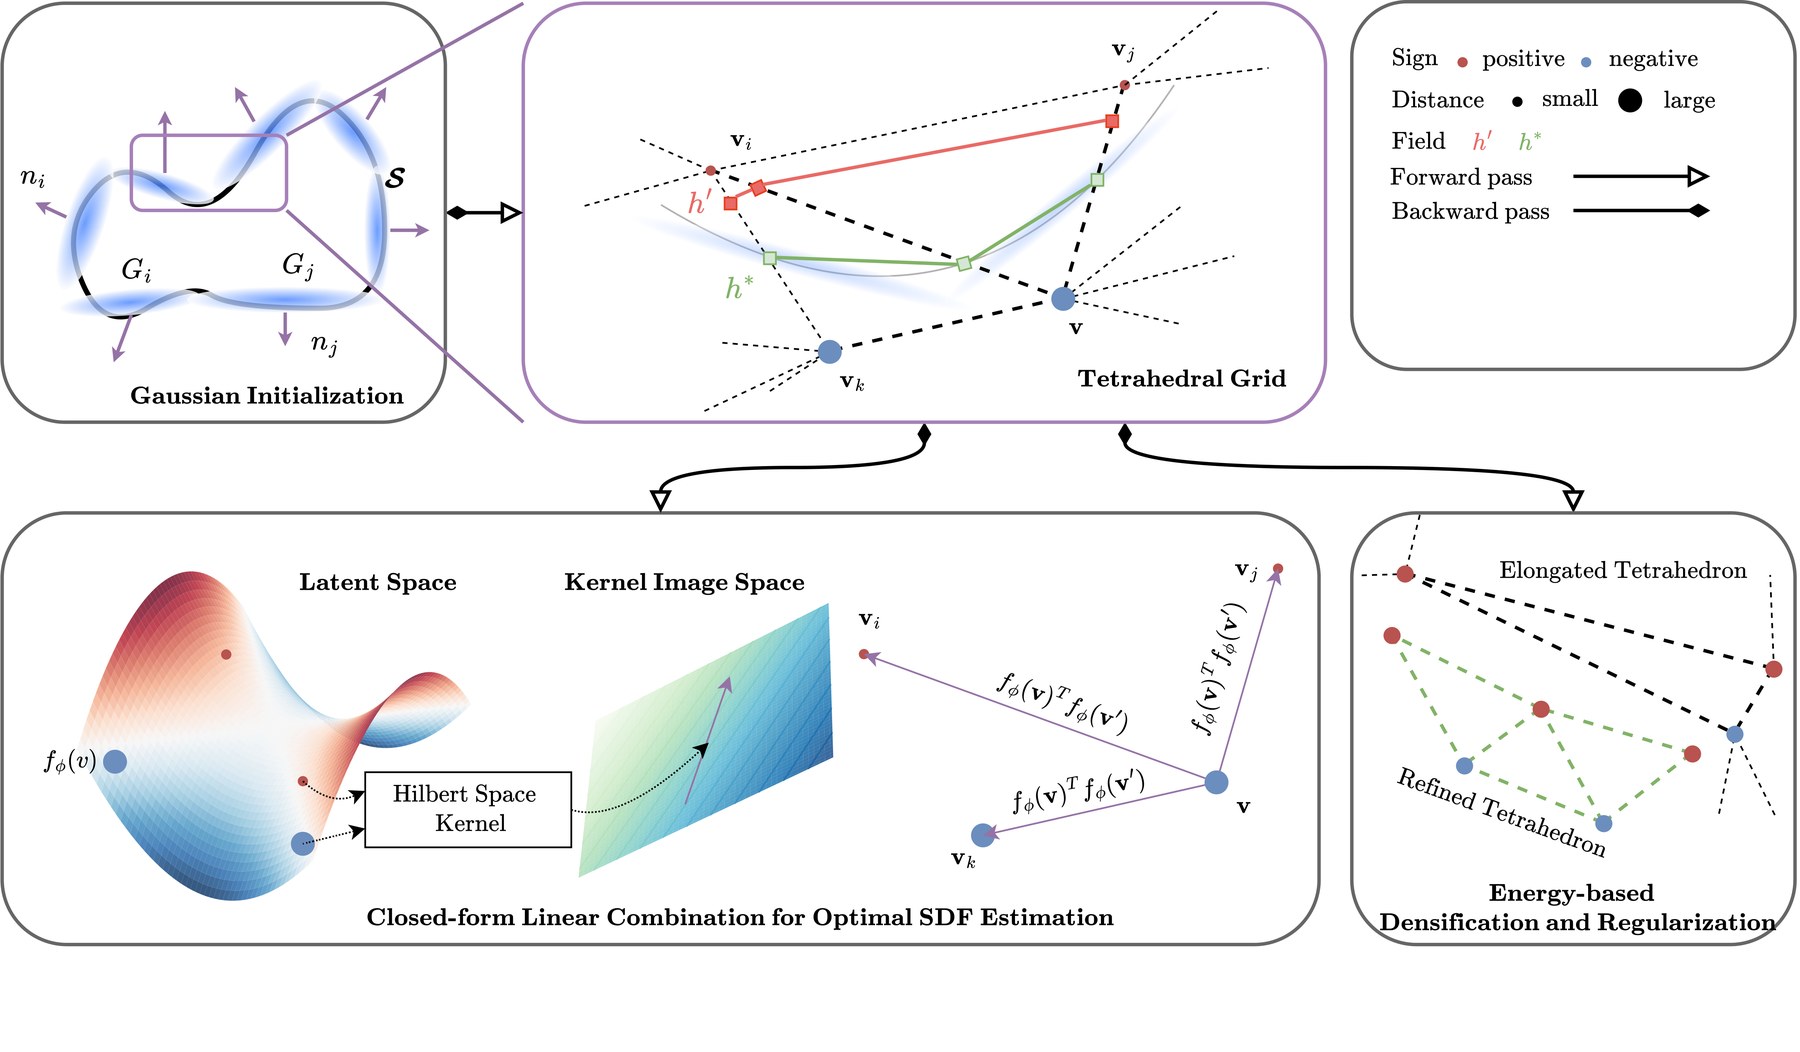 n_i
G_i
G_j
n_j
𝓢
Gaussian Initialization
v_i
v_j
h′
h*
v
v_k
Tetrahedral Grid
Sign positive negative
Distance small large
Field h′ h*
Forward pass
Backward pass
Latent Space
Kernel Image Space
f_ϕ(v)
Hilbert Space
Kernel
v_i
v_j
f_ϕ(v)^T f_ϕ(v′)
f_ϕ(v)^T f_ϕ(v′)
f_ϕ(v)^T f_ϕ(v′)
v
v_k
Closed-form Linear Combination for Optimal SDF Estimation
Elongated Tetrahedron
Refined Tetrahedron
Energy-based
Densification and Regularization